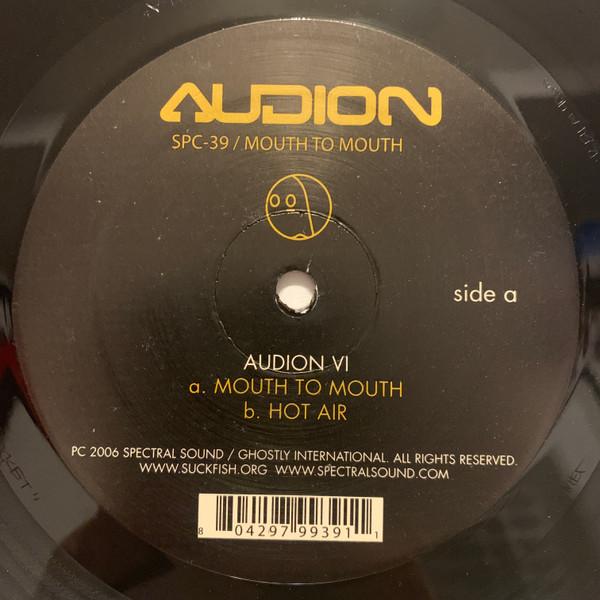 AUDION
SPC-39 / MOUTH TO MOUTH
side a
AUDION VI
a. MOUTH TO MOUTH
b. HOT AIR
PC 2006 SPECTRAL SOUND / GHOSTLY INTERNATIONAL. ALL RIGHTS RESERVED.
WWW.SUCKFISH.ORG WWW.SPECTRALSOUND.COM
8 04297 99391 1